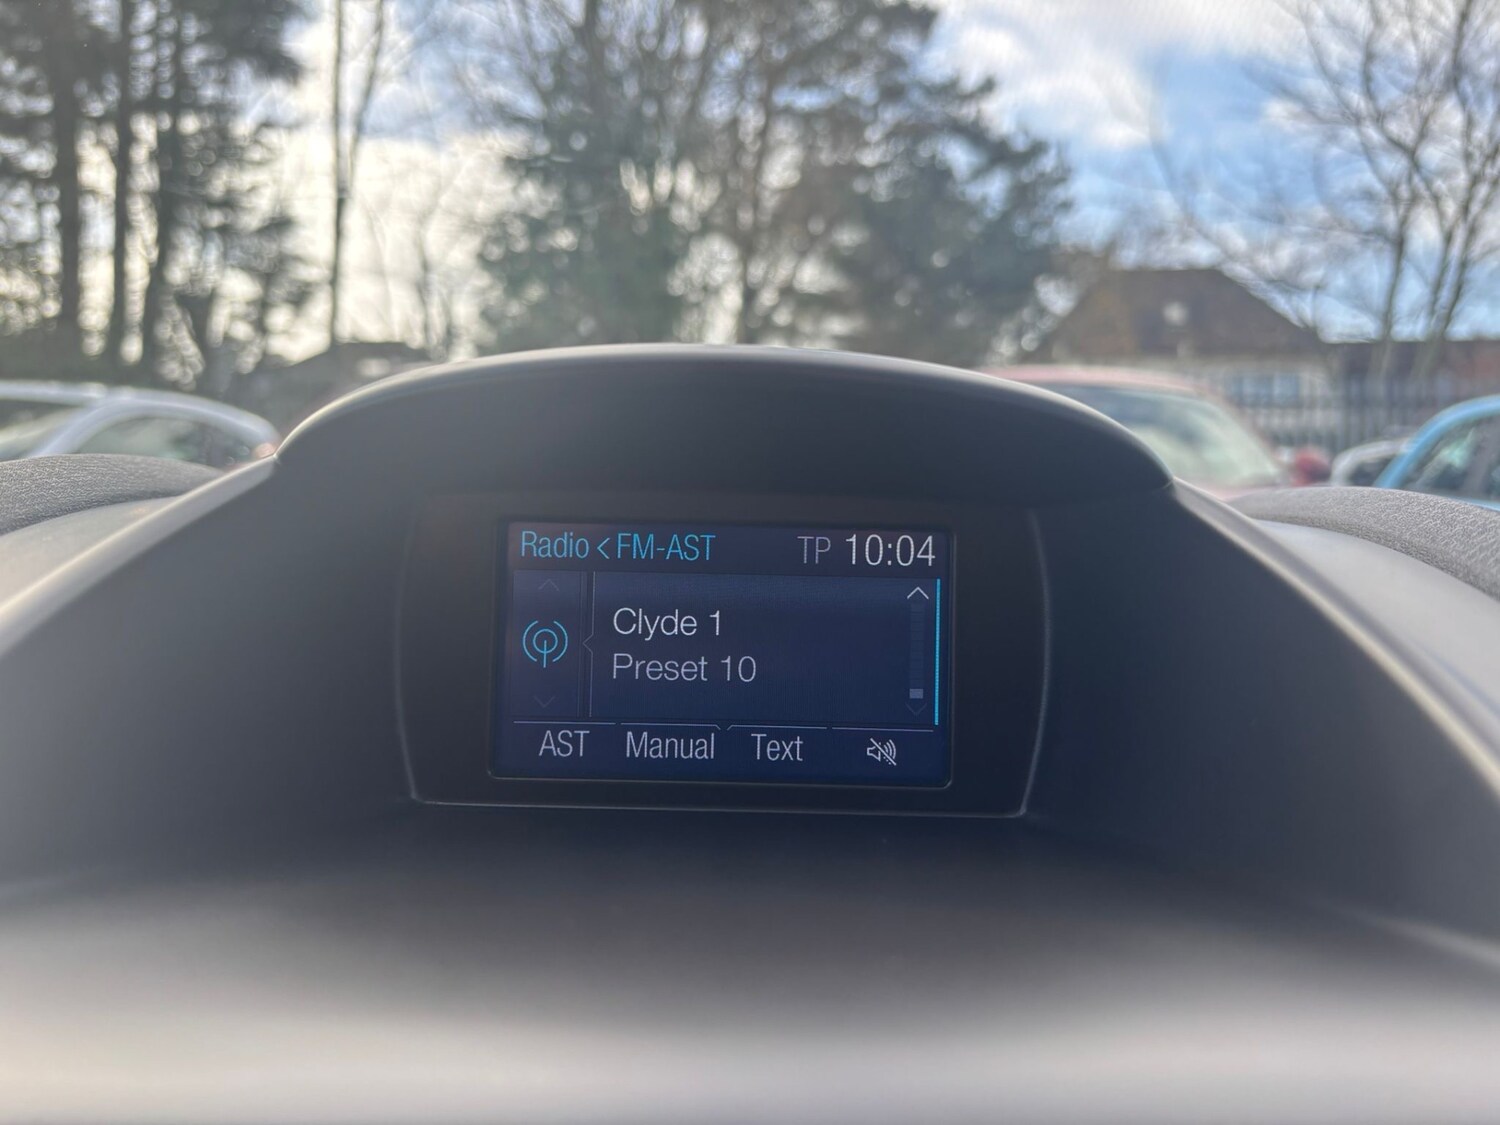 Radio < FM-AST TP 10:04
Clyde 1
Preset 10
AST Manual Text